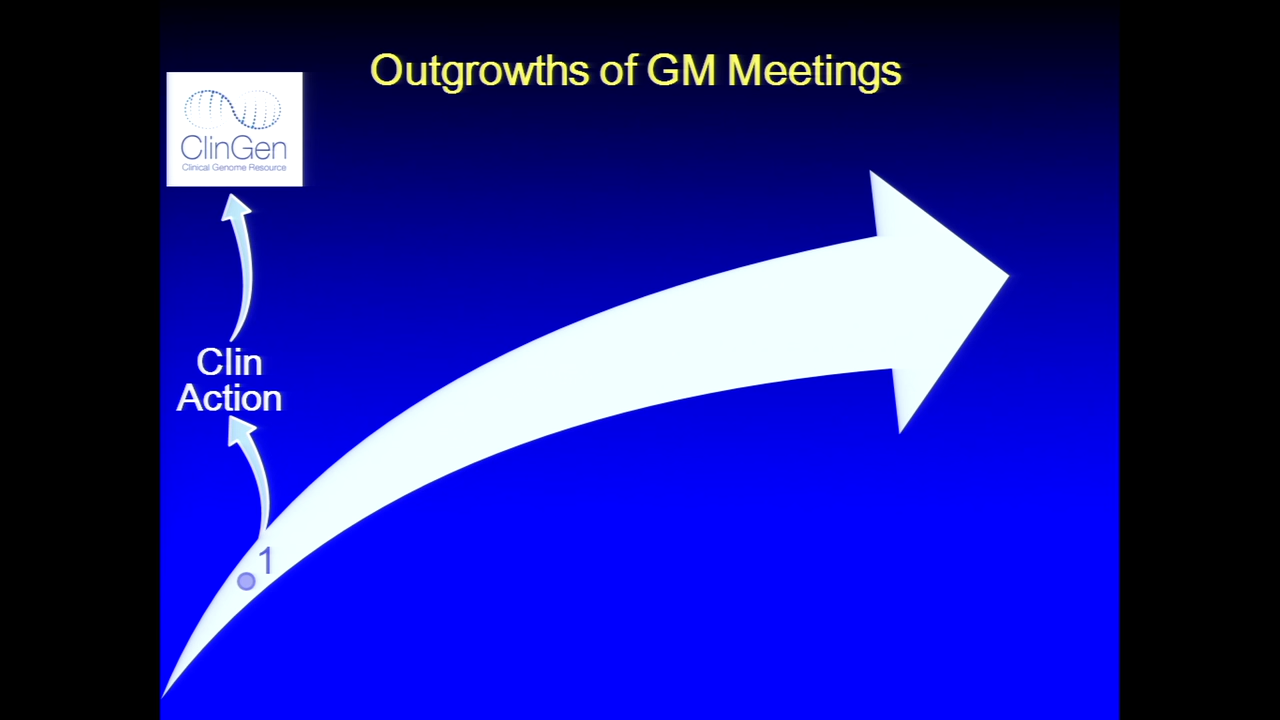 Outgrowths of GM Meetings
ClinGen
Clinical Genome Resource
Clin
Action
1